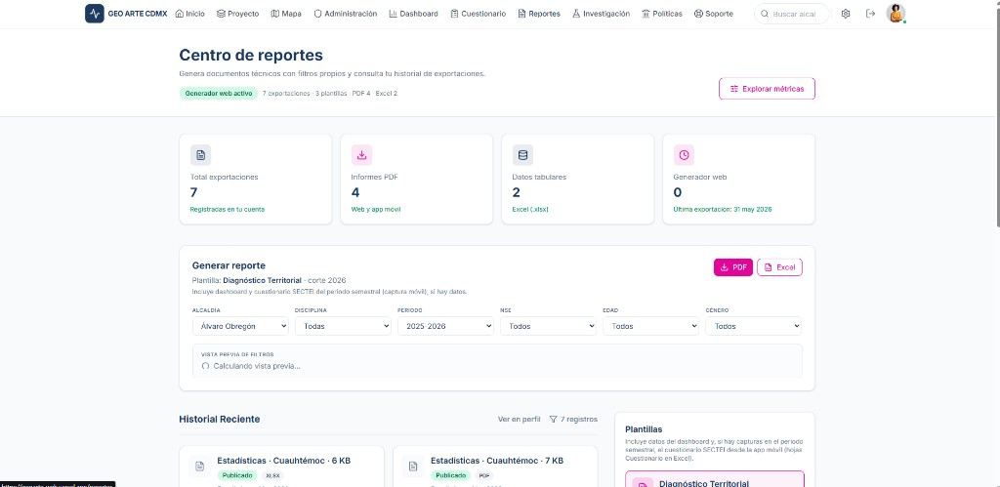 GEO ARTE CDMX Inicio Proyecto Mapa Administración Dashboard Cuestionario Reportes Investigación Políticas Soporte Buscar alcal
Centro de reportes
Genera documentos técnicos con filtros propios y consulta tu historial de exportaciones.
Generador web activo 7 exportaciones · 3 plantillas · PDF 4 · Excel 2
Explorar métricas
Total exportaciones
7
Registradas en tu cuenta
Informes PDF
4
Web y app móvil
Datos tabulares
2
Excel (.xlsx)
Generador web
0
Última exportación: 31 may 2026
Generar reporte
PDF Excel
Plantilla: Diagnóstico Territorial · corte 2026
Incluye dashboard y cuestionario SECTEI del periodo semestral (captura móvil), si hay datos.
ALCALDÍA DISCIPLINA PERIODO NSE EDAD GÉNERO
Álvaro Obregón Todas 2025-2026 Todos Todos Todos
VISTA PREVIA DE FILTROS
Calculando vista previa...
Historial Reciente
Ver en perfil 7 registros
Estadísticas · Cuauhtémoc · 6 KB
Publicado XLSX
Estadísticas · Cuauhtémoc · 7 KB
Publicado PDF
Plantillas
Incluye datos del dashboard y, si hay capturas en el periodo
semestral, el cuestionario SECTEI desde la app móvil (hojas
Cuestionario en Excel).
Diagnóstico Territorial